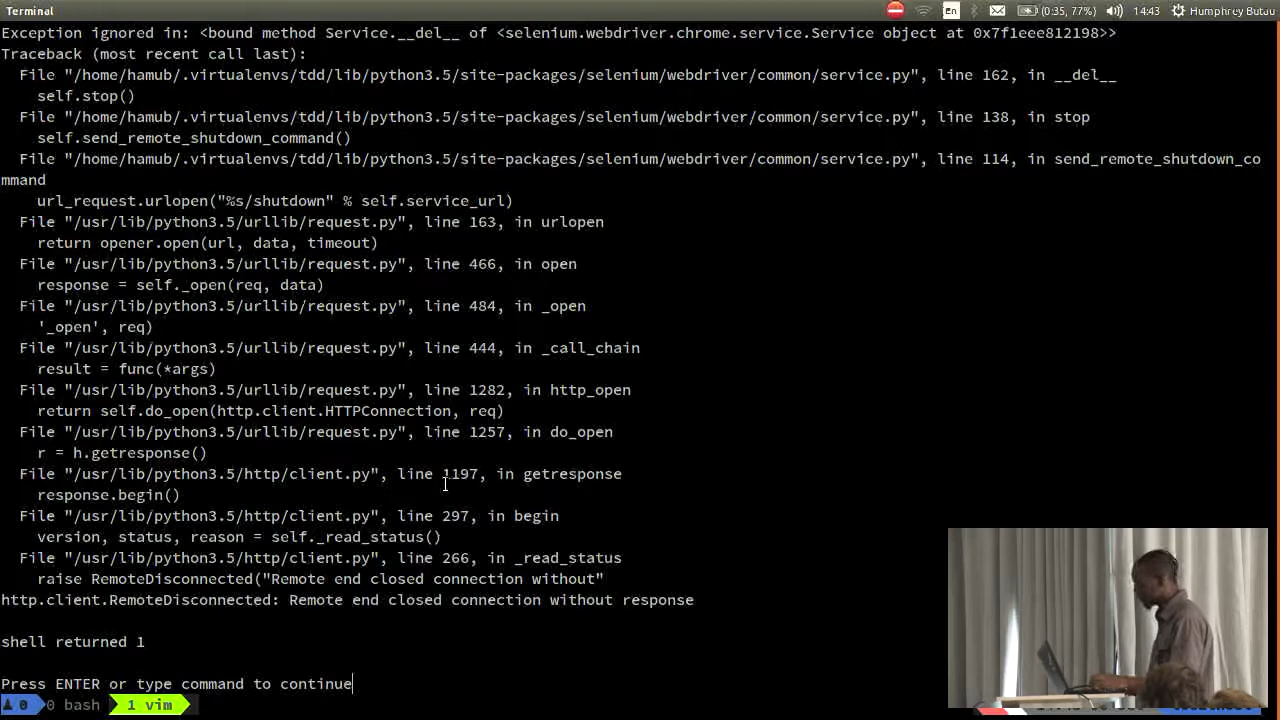 Terminal
En
(0:35, 77%)
14:43
Humphrey Butau
Exception ignored in: <bound method Service.__del__ of <selenium.webdriver.chrome.service.Service object at 0x7f1eee812198>>
Traceback (most recent call last):
  File "/home/hamub/.virtualenvs/tdd/lib/python3.5/site-packages/selenium/webdriver/common/service.py", line 162, in __del__
    self.stop()
  File "/home/hamub/.virtualenvs/tdd/lib/python3.5/site-packages/selenium/webdriver/common/service.py", line 138, in stop
    self.send_remote_shutdown_command()
  File "/home/hamub/.virtualenvs/tdd/lib/python3.5/site-packages/selenium/webdriver/common/service.py", line 114, in send_remote_shutdown_co
mmand
    url_request.urlopen("%s/shutdown" % self.service_url)
  File "/usr/lib/python3.5/urllib/request.py", line 163, in urlopen
    return opener.open(url, data, timeout)
  File "/usr/lib/python3.5/urllib/request.py", line 466, in open
    response = self._open(req, data)
  File "/usr/lib/python3.5/urllib/request.py", line 484, in _open
    '_open', req)
  File "/usr/lib/python3.5/urllib/request.py", line 444, in _call_chain
    result = func(*args)
  File "/usr/lib/python3.5/urllib/request.py", line 1282, in http_open
    return self.do_open(http.client.HTTPConnection, req)
  File "/usr/lib/python3.5/urllib/request.py", line 1257, in do_open
    r = h.getresponse()
  File "/usr/lib/python3.5/http/client.py", line 1197, in getresponse
    response.begin()
  File "/usr/lib/python3.5/http/client.py", line 297, in begin
    version, status, reason = self._read_status()
  File "/usr/lib/python3.5/http/client.py", line 266, in _read_status
    raise RemoteDisconnected("Remote end closed connection without"
http.client.RemoteDisconnected: Remote end closed connection without response
shell returned 1
Press ENTER or type command to continue
0 0 bash 1 vim